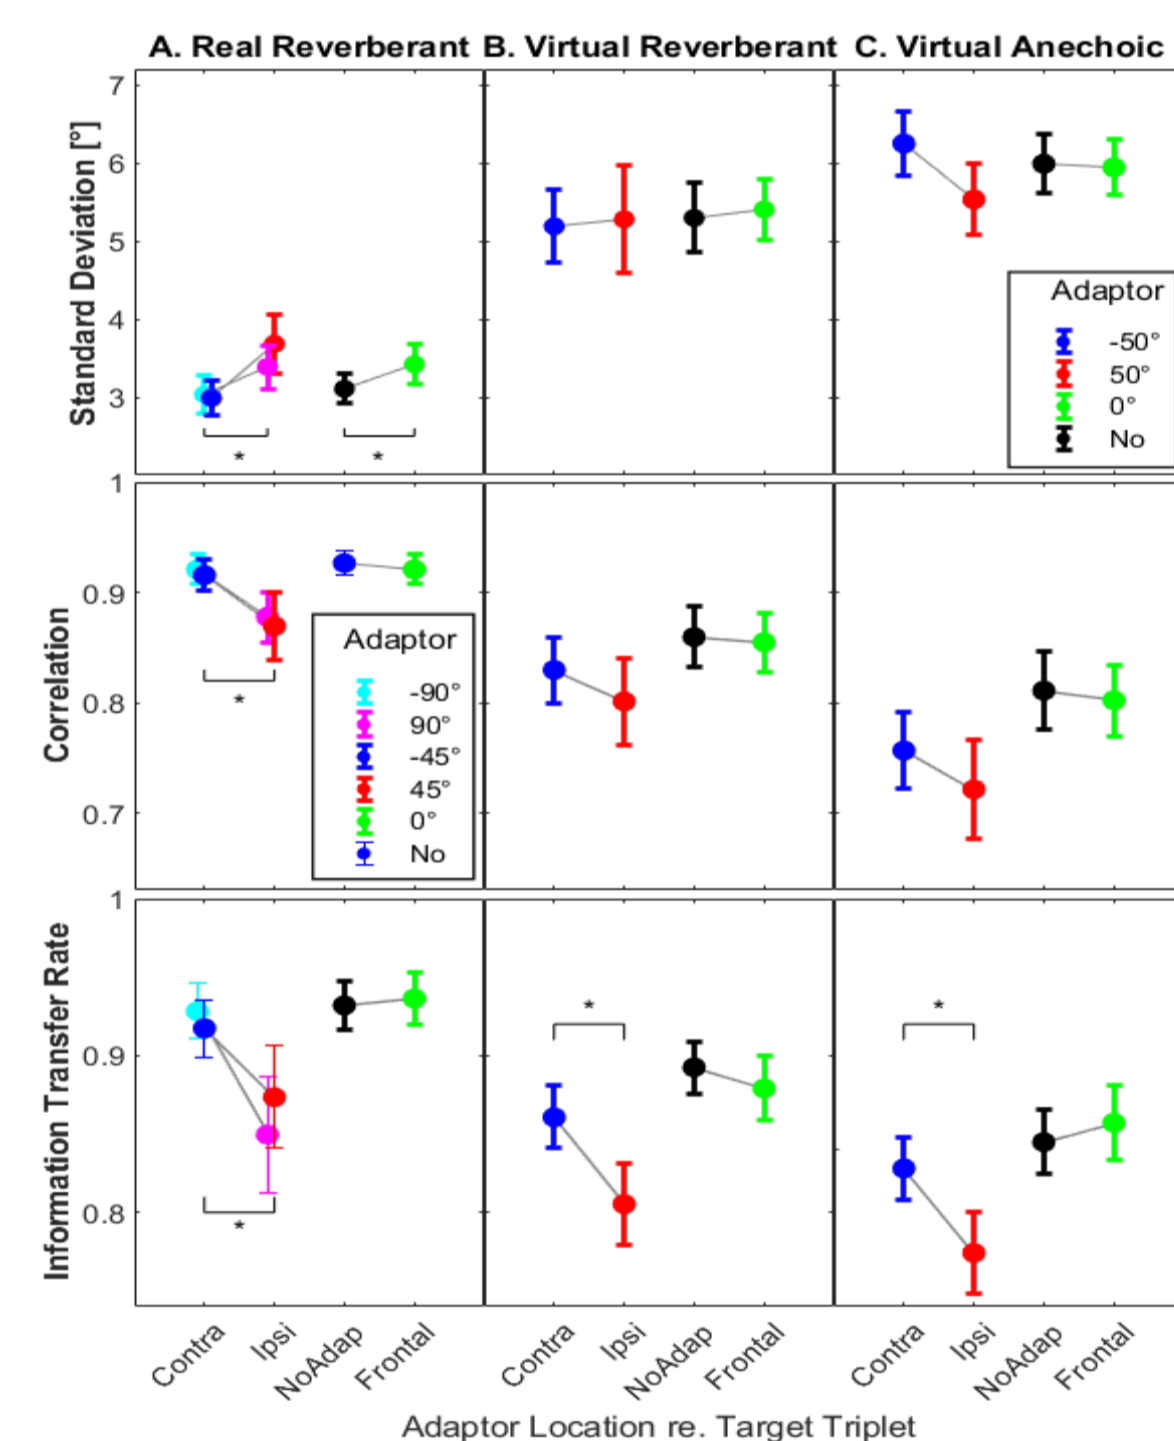 A. Real Reverberant B. Virtual Reverberant C. Virtual Anechoic
Standard Deviation [°]
7
6
5
4
3
*
*
Adaptor
-50°
50°
0°
No
Correlation
1
0.9
0.8
0.7
*
Adaptor
-90°
90°
-45°
45°
0°
No
Information Transfer Rate
1
0.9
0.8
*
*
*
Contra Ipsi NoAdap Frontal Contra Ipsi NoAdap Frontal Contra Ipsi NoAdap Frontal
Adaptor Location re. Target Triplet